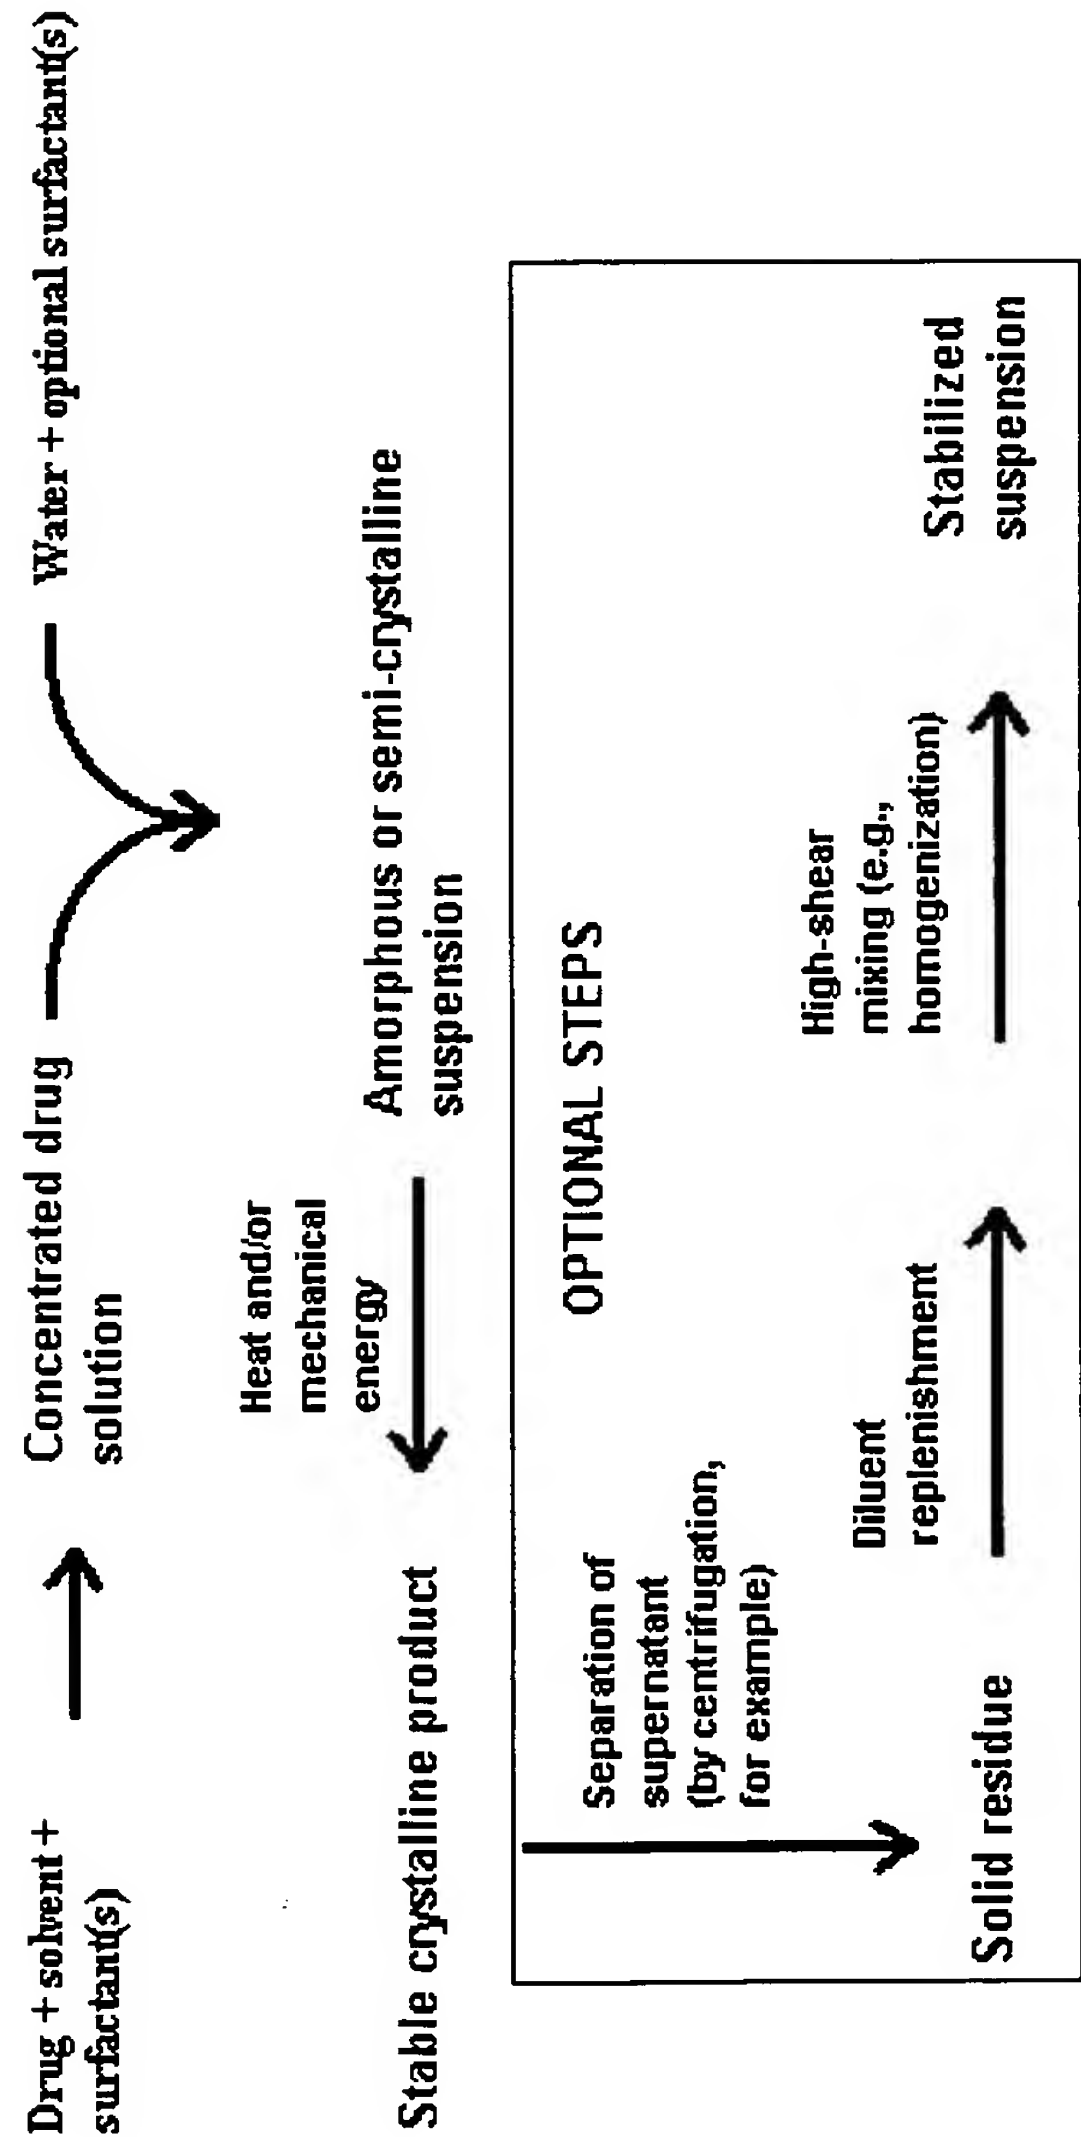 Drug + solvent +
surfactant(s)
Concentrated drug
solution
Water + optional surfactant(s)
Heat and/or
mechanical
energy
Amorphous or semi-crystalline
suspension
Stable crystalline product
OPTIONAL STEPS
Separation of
supernatant
(by centrifugation,
for example)
Solid residue
Diluent
replenishment
High-shear
mixing (e.g.,
homogenization)
Stabilized
suspension